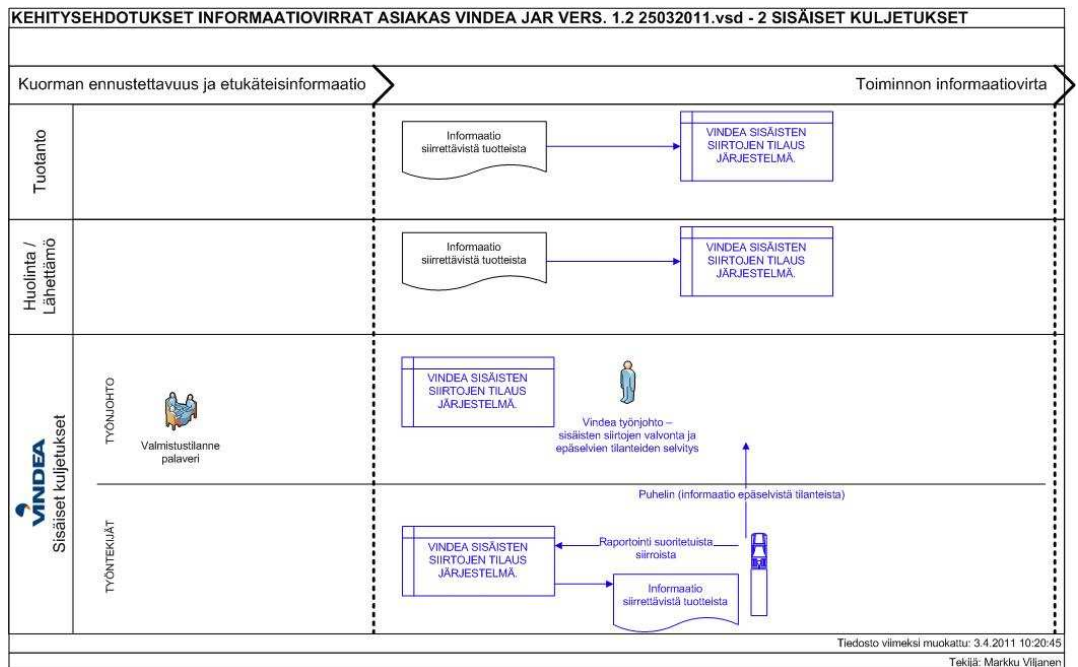 KEHITYSEHDOTUKSET INFORMAATIOVIRRAT ASIAKAS VINDEA JAR VERS. 1.2 25032011.vsd - 2 SISÄISET KULJETUKSET
Kuorman ennustettavuus ja etukäteisinformaatio
Toiminnon informaatiovirta
Tuotanto
Informaatio
siirrettävistä tuotteista
VINDEA SISÄISTEN
SIIRTOJEN TILAUS
JÄRJESTELMÄ.
Huolinta /
Lähettämö
Informaatio
siirrettävistä tuotteista
VINDEA SISÄISTEN
SIIRTOJEN TILAUS
JÄRJESTELMÄ.
VINDEA
Sisäiset kuljetukset
TYÖNJOHTO
Valmistustilanne
palaveri
VINDEA SISÄISTEN
SIIRTOJEN TILAUS
JÄRJESTELMÄ.
Vindea työnjohto –
sisäisten siirtojen valvonta ja
epäselvien tilanteiden selvitys
Puhelin (informaatio epäselvistä tilanteista)
TYÖNTEKIJÄT
VINDEA SISÄISTEN
SIIRTOJEN TILAUS
JÄRJESTELMÄ.
Raportointi suoritetuista
siirroista
Informaatio
siirrettävistä tuotteista
Tiedosto viimeksi muokattu: 3.4.2011 10:20:45
Tekijä: Markku Viljanen